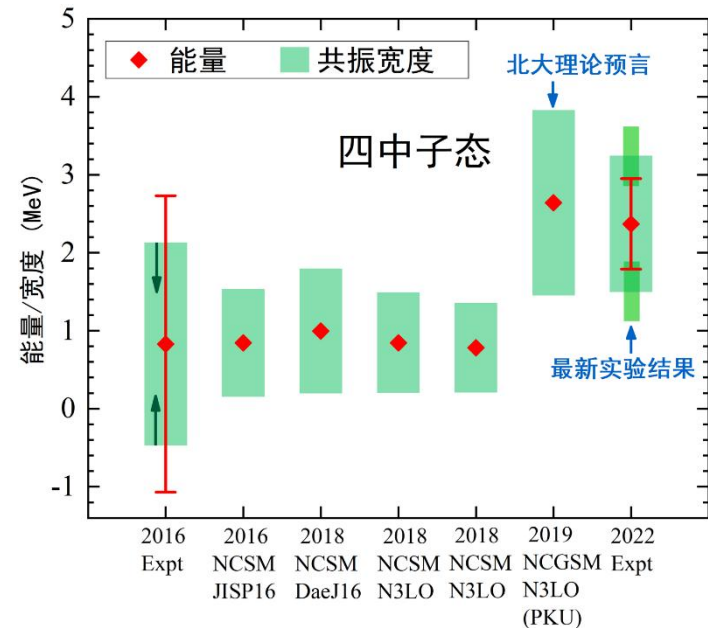 能量 共振宽度
北大理论预言
四中子态
最新实验结果
能量/宽度 (MeV)
5
4
3
2
1
0
-1
2016
Expt
2016
NCSM
JISP16
2018
NCSM
DaeJ16
2018
NCSM
N3LO
2018
NCSM
N3LO
2019
NCGSM
N3LO
(PKU)
2022
Expt